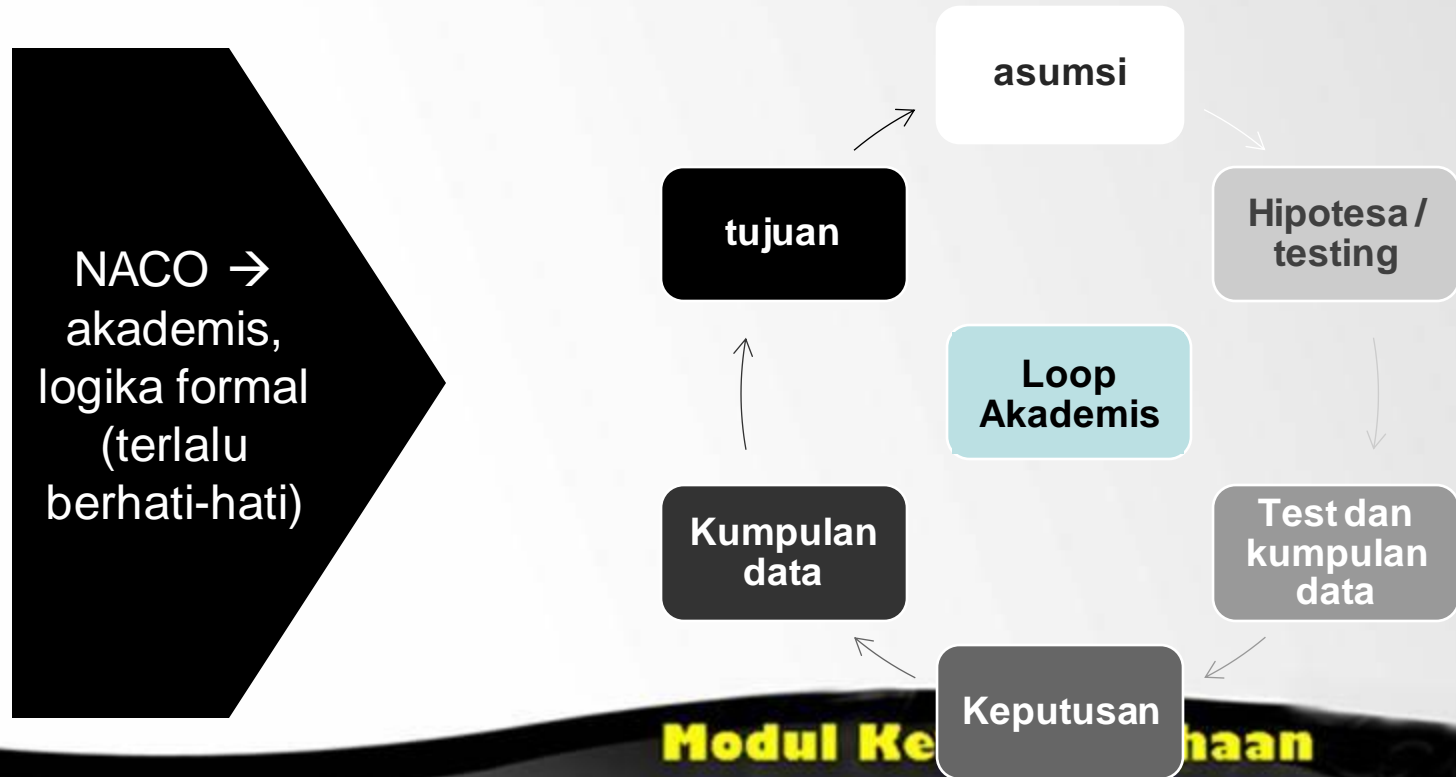 NACO →
akademis,
logika formal
(terlalu
berhati-hati)
asumsi
Hipotesa /
testing
Test dan
kumpulan
data
Keputusan
Kumpulan
data
tujuan
Loop
Akademis
Modul Ke
haan